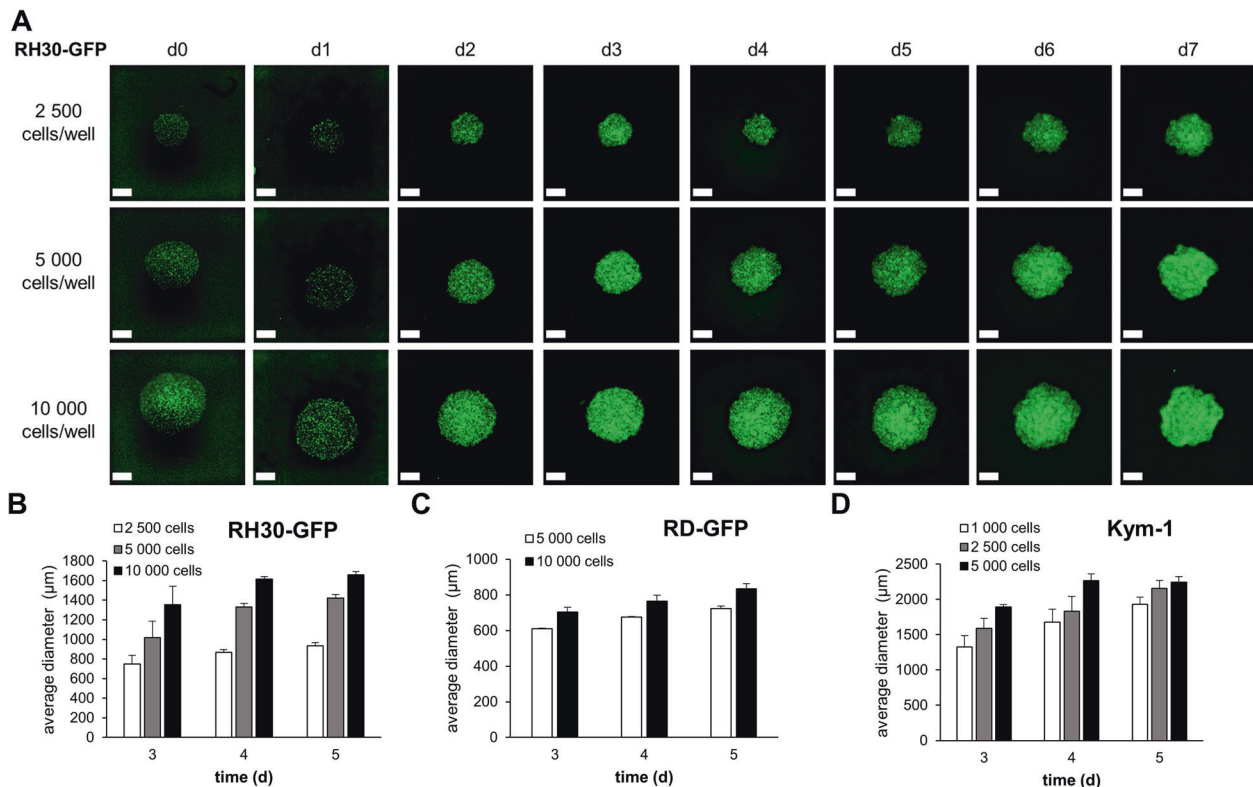 A
RH30-GFP d0 d1 d2 d3 d4 d5 d6 d7
2 500
cells/well
5 000
cells/well
10 000
cells/well
B
RH30-GFP
2 500 cells
5 000 cells
10 000 cells
average diameter (µm)
1800
1600
1400
1200
1000
800
600
400
200
0
3 4 5
time (d)
C
RD-GFP
5 000 cells
10 000 cells
average diameter (µm)
1000
800
600
400
200
0
3 4 5
time (d)
D
Kym-1
1 000 cells
2 500 cells
5 000 cells
average diameter (µm)
2500
2000
1500
1000
500
0
3 4 5
time (d)